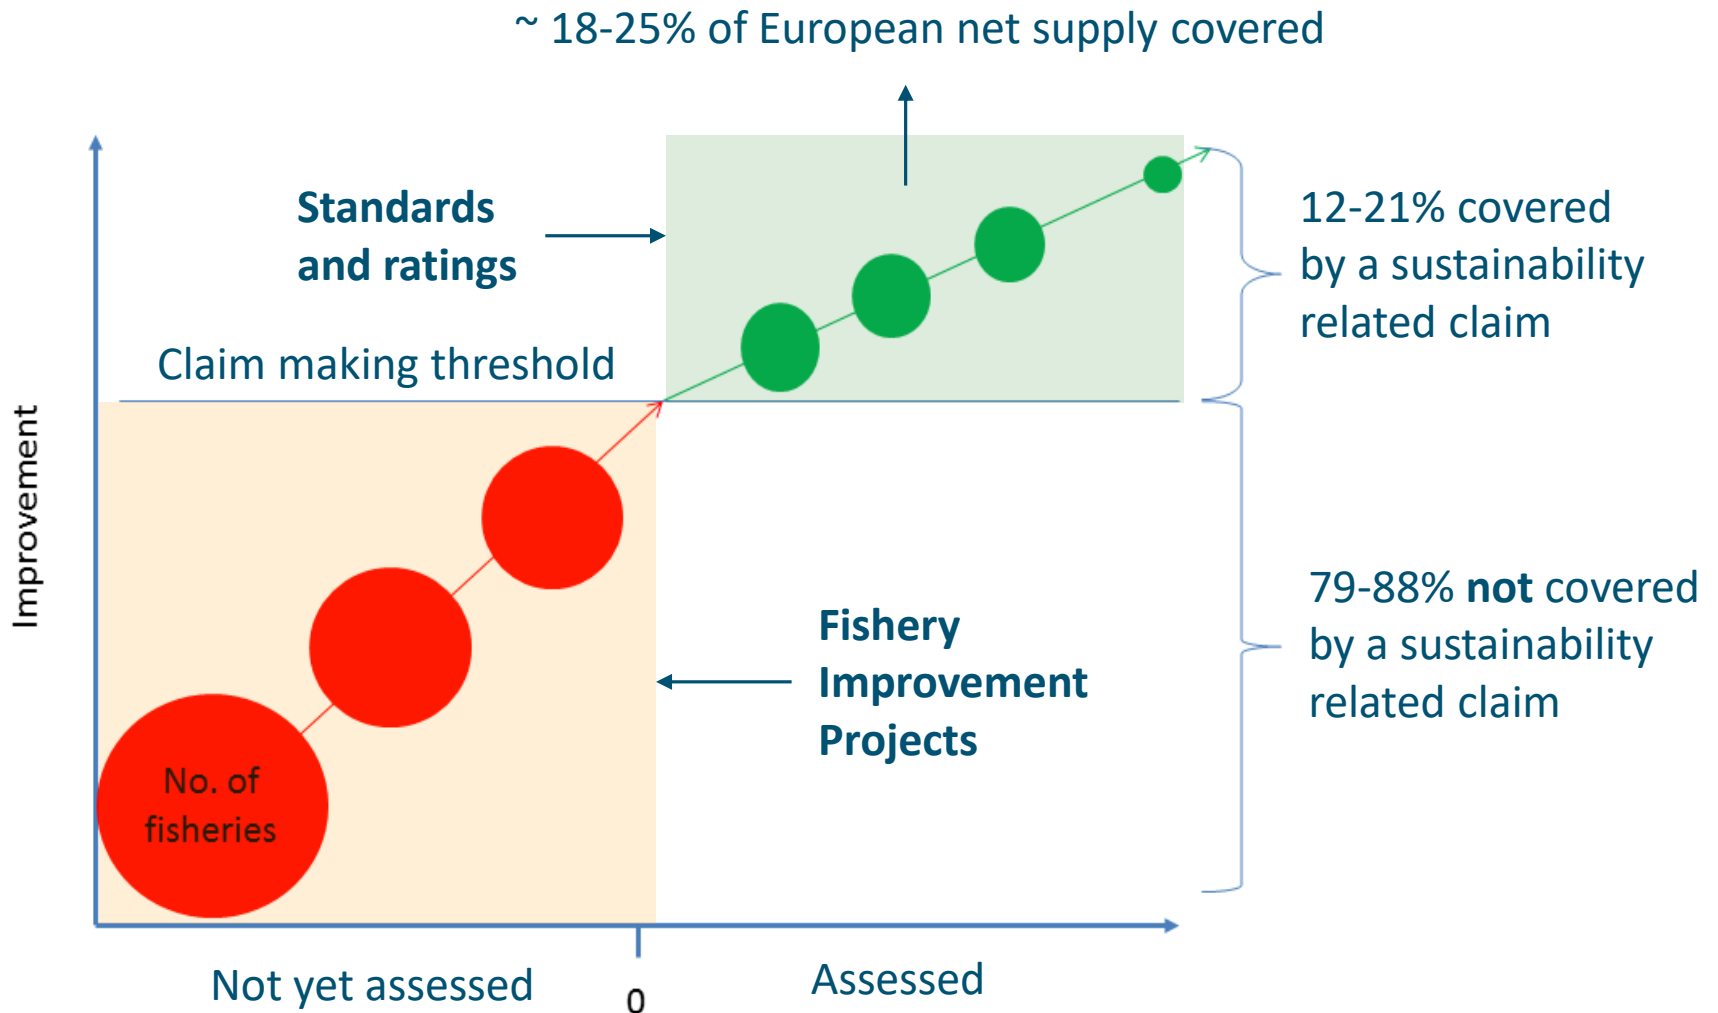 ~ 18-25% of European net supply covered
Standards
and ratings
12-21% covered
by a sustainability
related claim
Claim making threshold
Improvement
79-88% not covered
by a sustainability
related claim
Fishery
Improvement
Projects
No. of
fisheries
Not yet assessed
0
Assessed